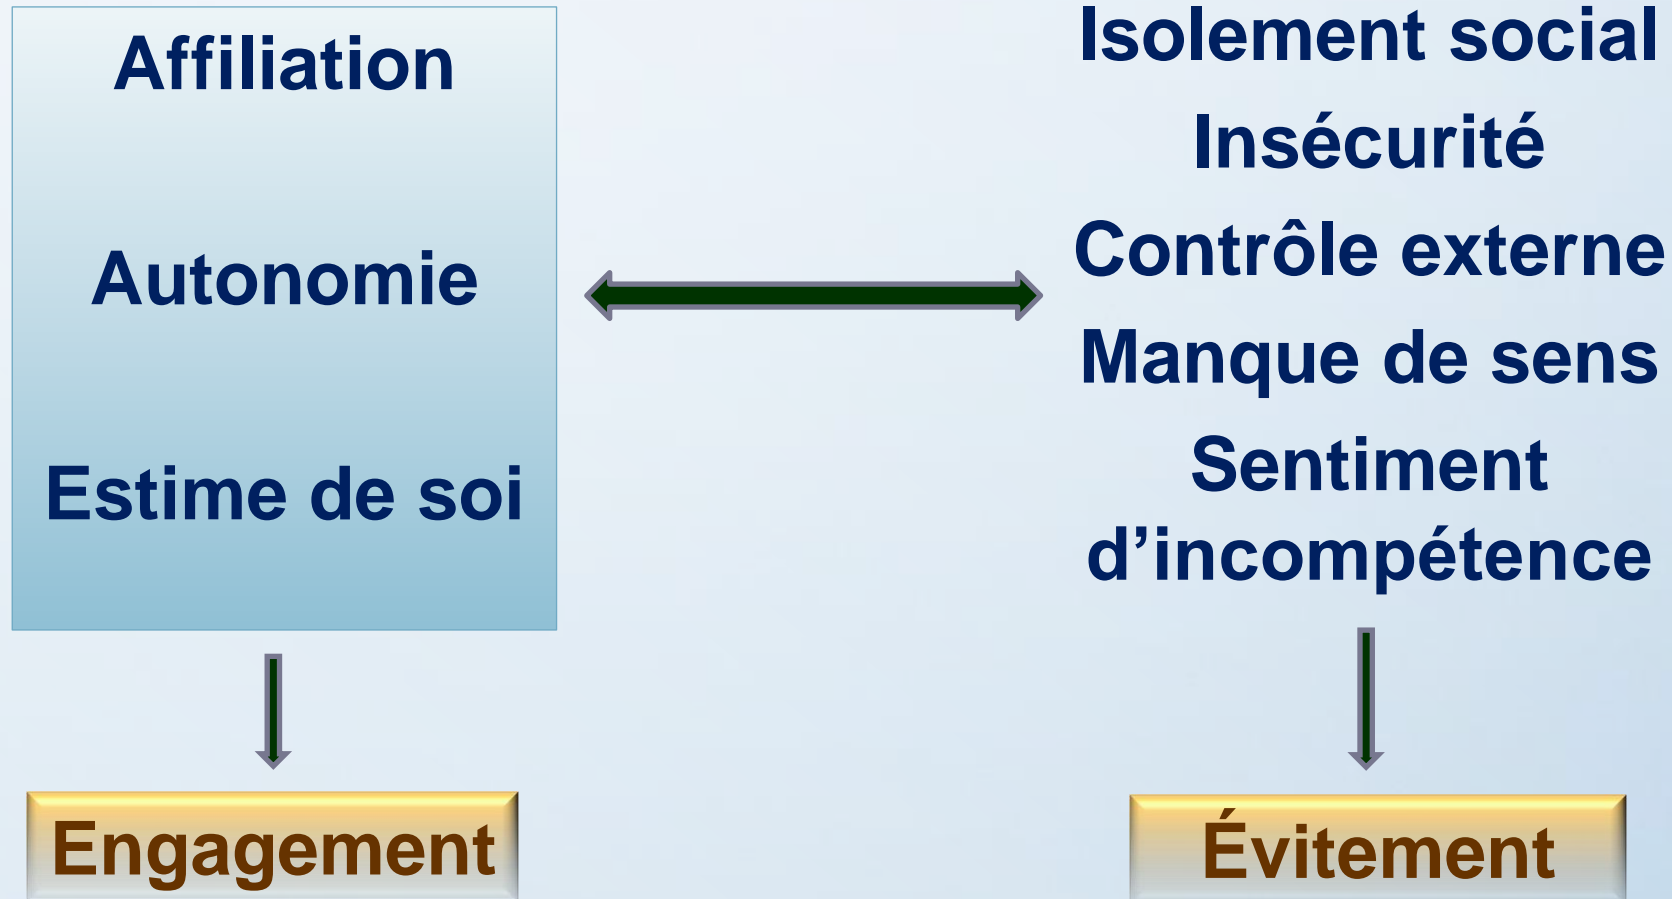 Affiliation
Autonomie
Estime de soi
Engagement
Isolement social
Insécurité
Contrôle externe
Manque de sens
Sentiment
d’incompétence
Évitement